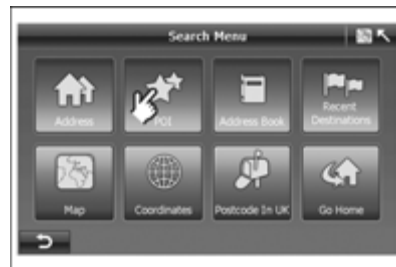 Search Menu
Address
POI
Address Book
Recent
Destinations
Map
Coordinates
Postcode In UK
Go Home